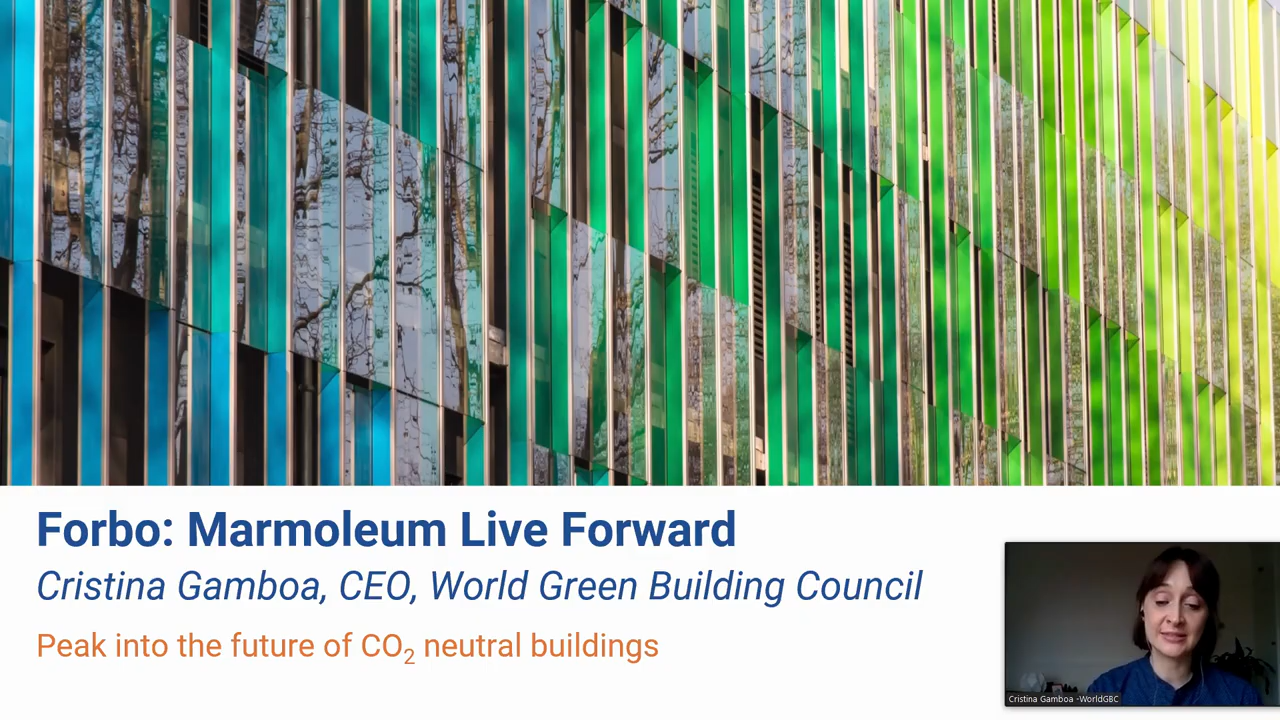 Forbo: Marmoleum Live Forward
Cristina Gamboa, CEO, World Green Building Council
Peak into the future of CO₂ neutral buildings
Cristina Gamboa -WorldGBC